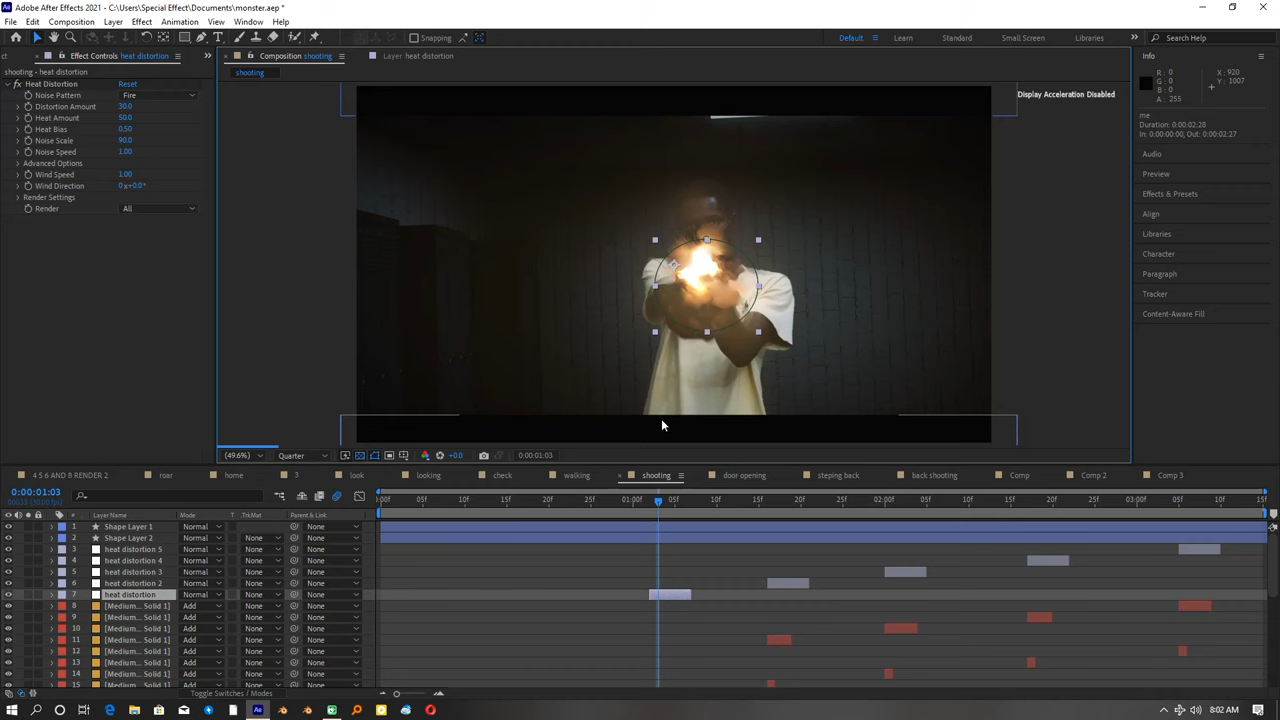 Adobe After Effects 2022 - C:\Users\Special Effect\Documents\monster.aep *
File Edit Composition Layer Effect Animation View Window Help
Snapping
Default Learn Standard Small Screen Libraries
Search Help
ct
Effect Controls heat distortion
shooting - heat distortion
Heat Distortion Reset
Noise Pattern Fire
Distortion Amount 30.0
Heat Amount 50.0
Heat Bias 0.50
Noise Scale 90.0
Noise Speed 1.00
Advanced Options
Wind Speed 1.00
Wind Direction 0x+0.0°
Render Settings
Render All
Composition shooting
Layer heat distortion
shooting
Display Acceleration Disabled
(49.6%) Quarter +0.0 0:00:01:03
Info
R: 0 X: 920
G: 0 Y: 1007
B: 0
A: 255
me
Duration: 0:00:02:28
In: 0:00:00:00, Out: 0:00:02:27
Audio
Preview
Effects & Presets
Align
Libraries
Character
Paragraph
Tracker
Content-Aware Fill
4 5 6 AND 8 RENDER 2 roar home 3 look looking check walking shooting door opening steping back back shooting Comp Comp 2 Comp 3
0:00:01:03
:00f 05f 10f 15f 20f 25f 01:00f 05f 10f 15f 20f 25f 02:00f 05f 10f 15f 20f 25f 03:00f 05f 10f 15f
# Layer Name Mode T .TrkMat Parent & Link
1 Shape Layer 1 Normal None
2 Shape Layer 2 Normal None None
3 heat distortion 5 Normal None None
4 heat distortion 4 Normal None None
5 heat distortion 3 Normal None None
6 heat distortion 2 Normal None None
7 heat distortion Normal None None
8 [Medium... Solid 1] Add None None
9 [Medium... Solid 1] Add None None
10 [Medium... Solid 1] Add None None
11 [Medium... Solid 1] Add None None
12 [Medium... Solid 1] Add None None
13 [Medium... Solid 1] Add None None
14 [Medium... Solid 1] Add None None
15 [Medium... Solid 1] Add None None
Toggle Switches / Modes
8:02 AM